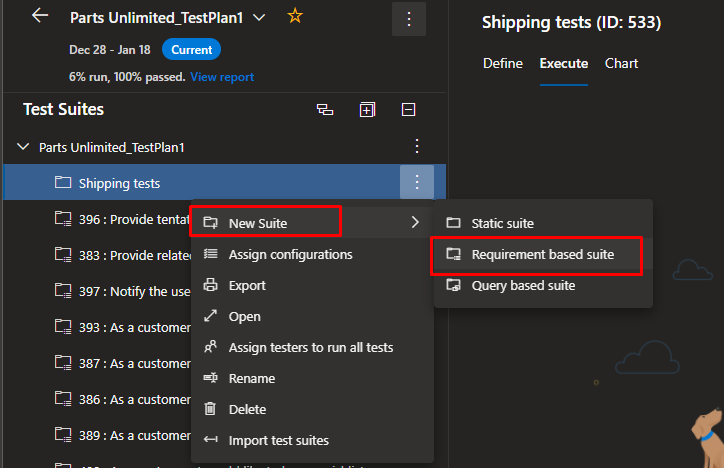 Parts Unlimited_TestPlan1
Dec 28 - Jan 18 Current
6% run, 100% passed. View report
Test Suites
Parts Unlimited_TestPlan1
Shipping tests
396 : Provide tentat
383 : Provide relate
397 : Notify the use
393 : As a customer
387 : As a customer
386 : As a customer
389 : As a customer
New Suite
Assign configurations
Export
Open
Assign testers to run all tests
Rename
Delete
Import test suites
Static suite
Requirement based suite
Query based suite
Shipping tests (ID: 533)
Define Execute Chart